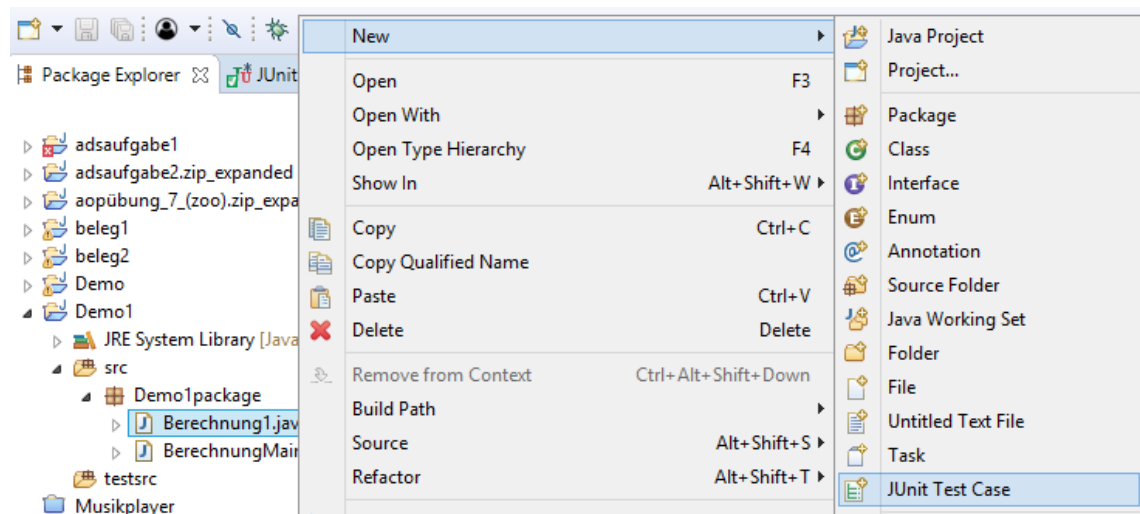 Package Explorer
JUnit
adsaufgabe1
adsaufgabe2.zip_expanded
aopübung_7_(zoo).zip_expa
beleg1
beleg2
Demo
Demo1
JRE System Library [Java
src
Demo1package
Berechnung1.jav
BerechnungMain
testsrc
Musikplayer
New
Open F3
Open With
Open Type Hierarchy F4
Show In Alt+Shift+W
Copy Ctrl+C
Copy Qualified Name
Paste Ctrl+V
Delete Delete
Remove from Context Ctrl+Alt+Shift+Down
Build Path
Source Alt+Shift+S
Refactor Alt+Shift+T
Java Project
Project...
Package
Class
Interface
Enum
Annotation
Source Folder
Java Working Set
Folder
File
Untitled Text File
Task
JUnit Test Case